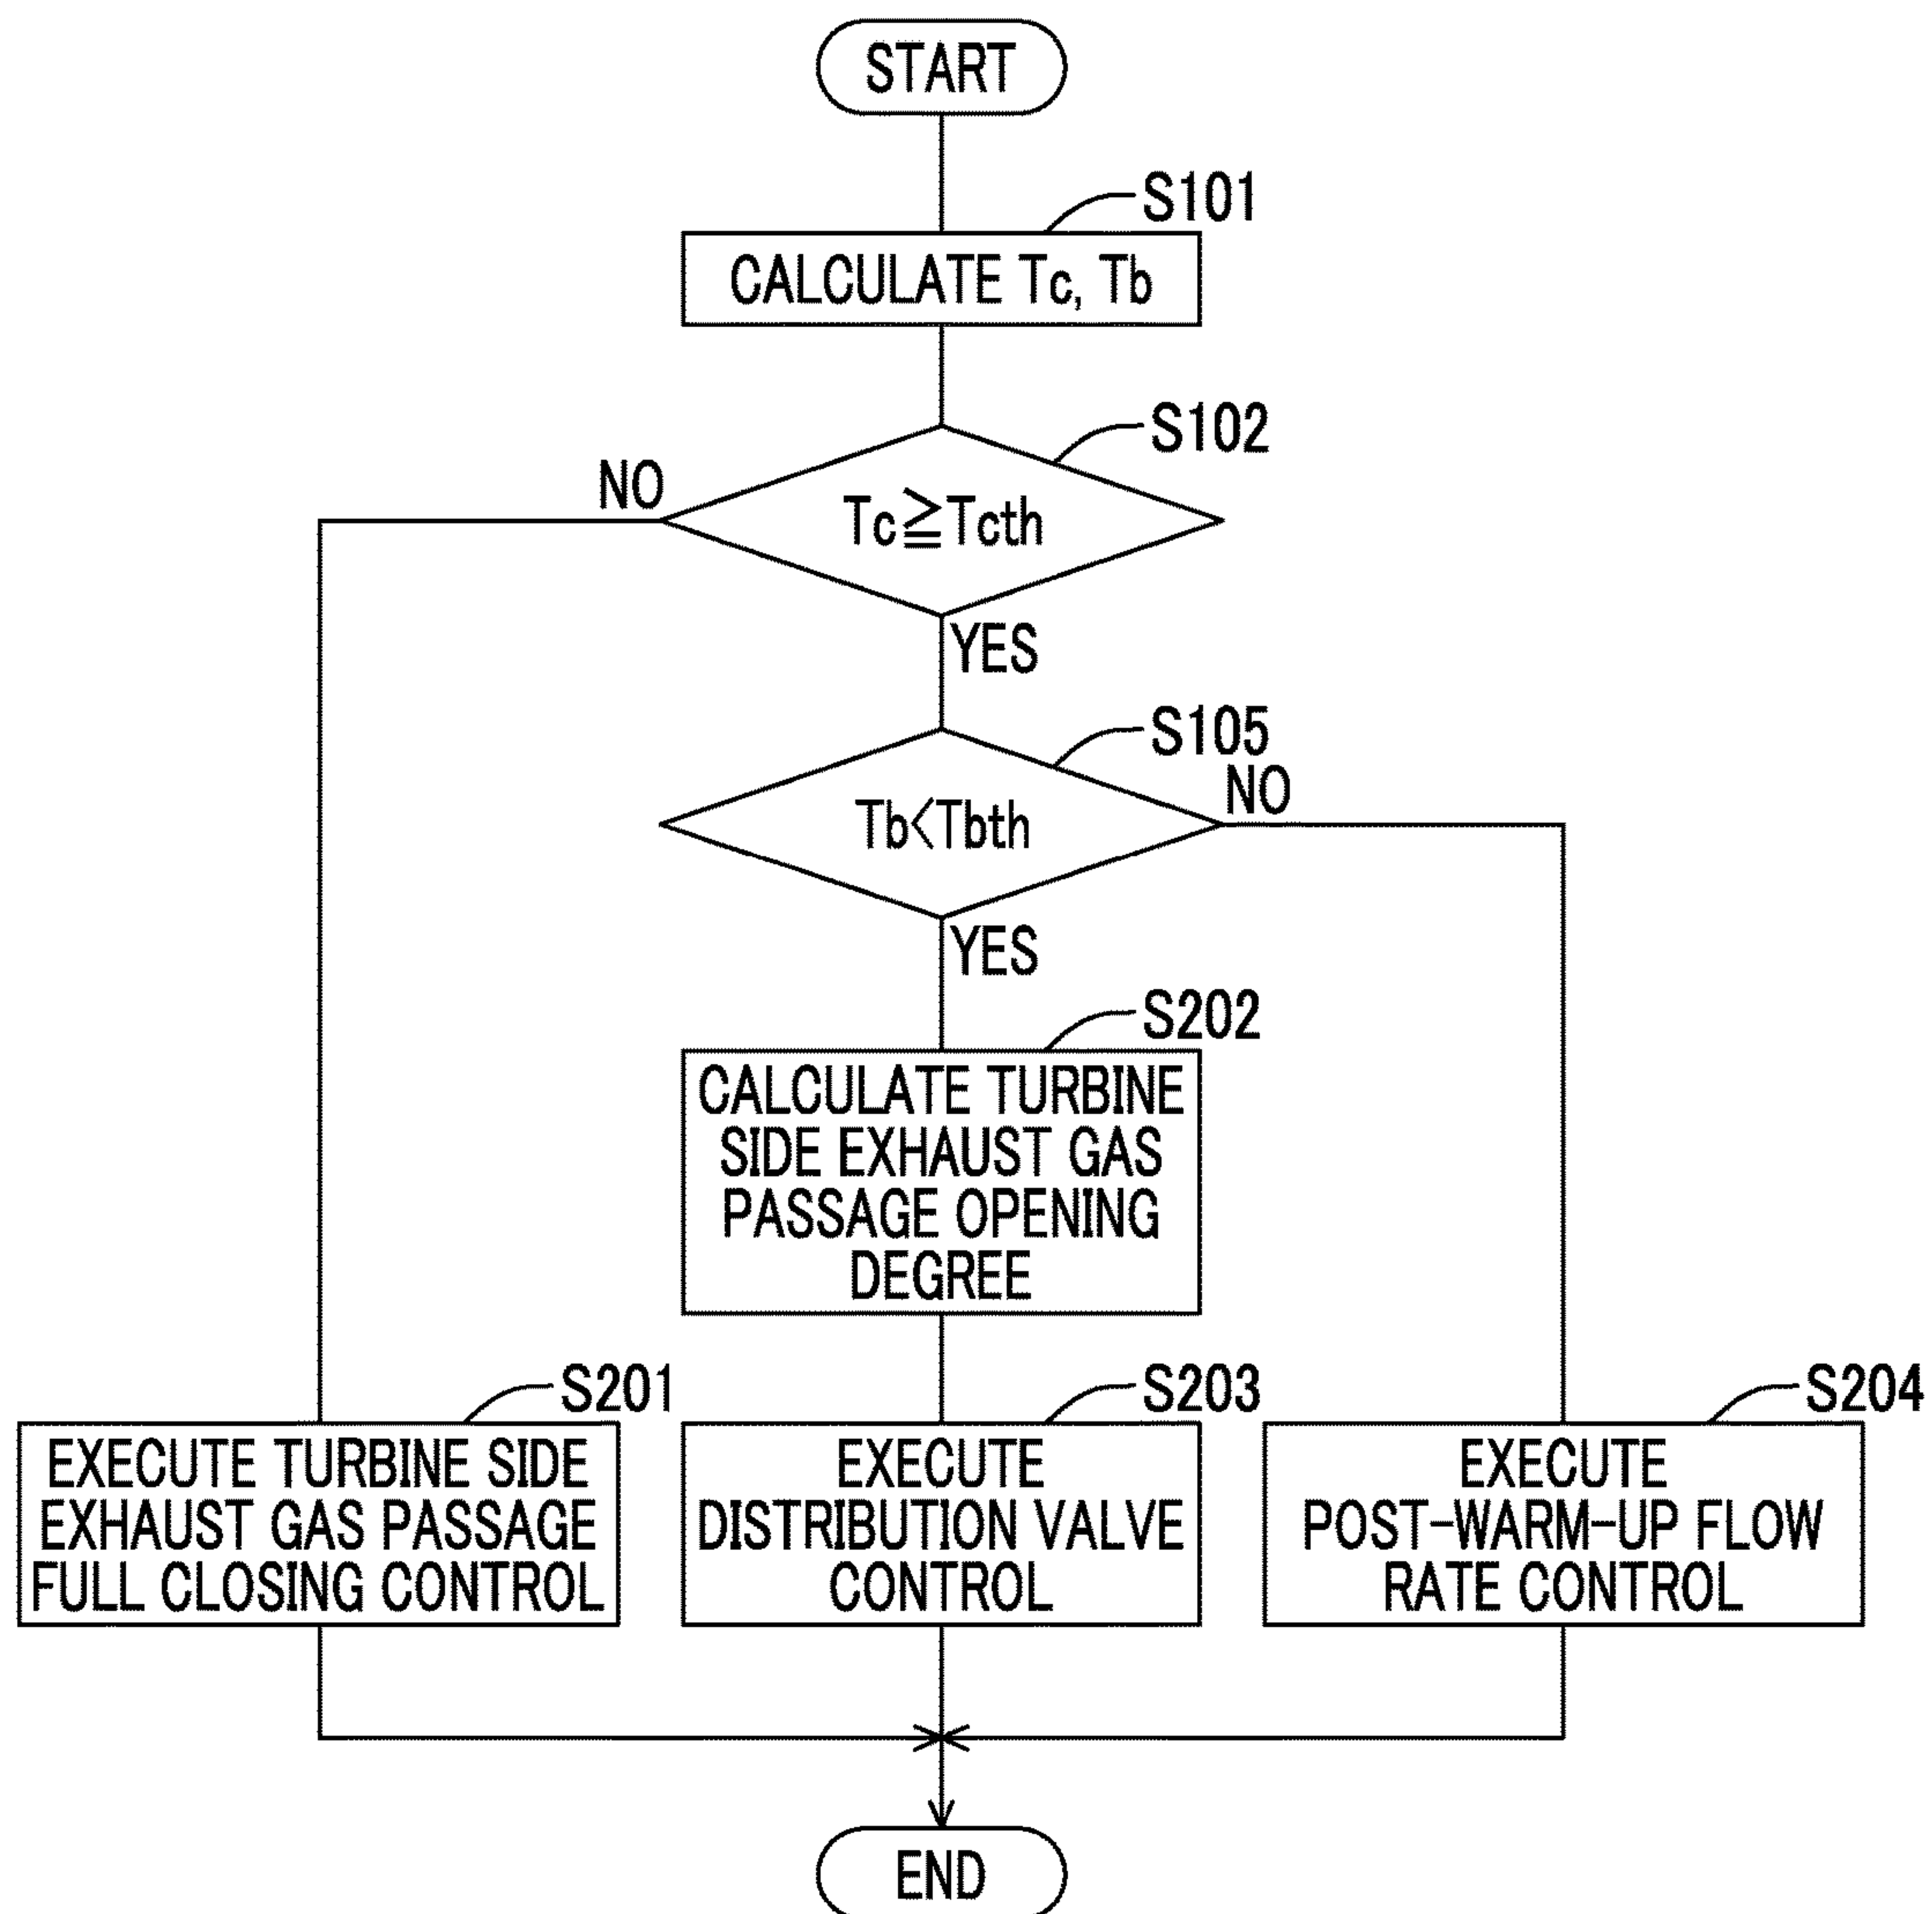 START
S101
CALCULATE Tc, Tb
S102
NO
Tc≧Tcth
YES
S105
NO
Tb<Tbth
YES
S202
CALCULATE TURBINE
SIDE EXHAUST GAS
PASSAGE OPENING
DEGREE
S201
EXECUTE TURBINE SIDE
EXHAUST GAS PASSAGE
FULL CLOSING CONTROL
S203
EXECUTE
DISTRIBUTION VALVE
CONTROL
S204
EXECUTE
POST-WARM-UP FLOW
RATE CONTROL
END